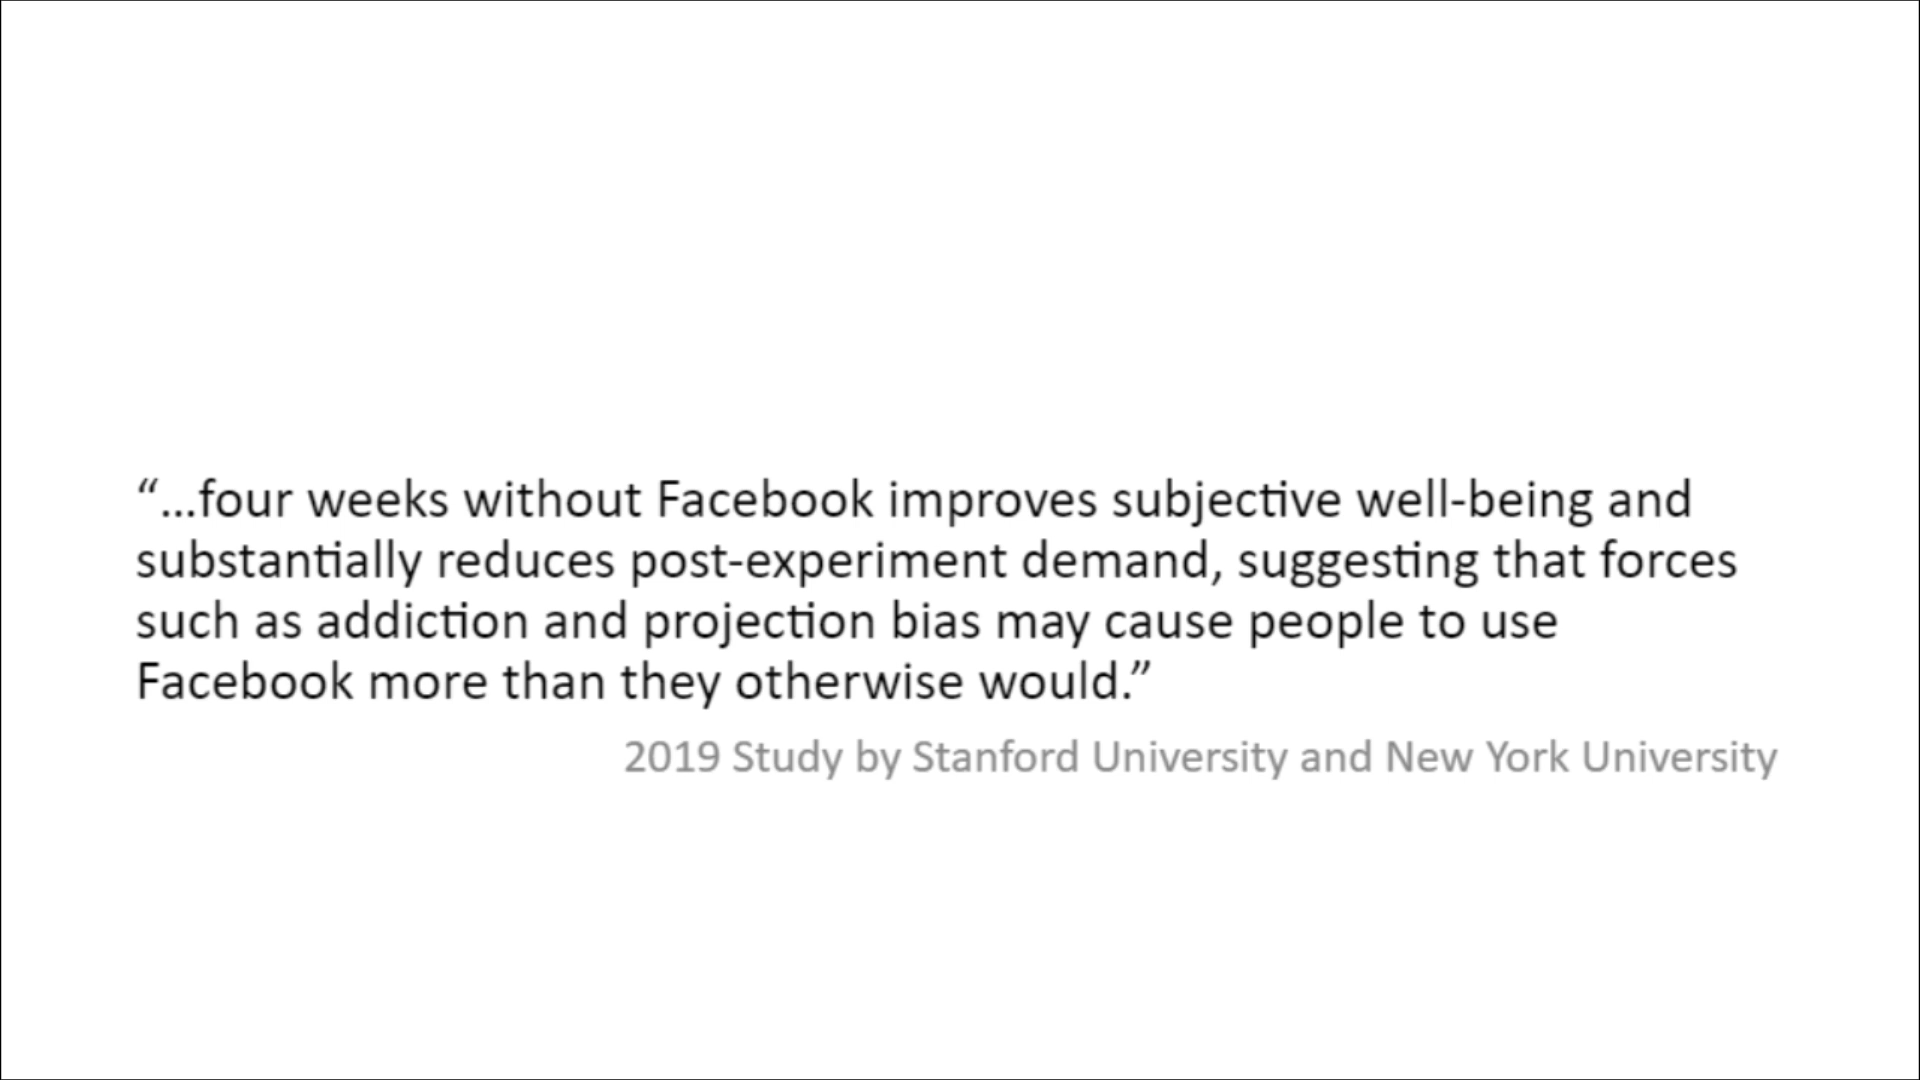 “...four weeks without Facebook improves subjective well-being and
substantially reduces post-experiment demand, suggesting that forces
such as addiction and projection bias may cause people to use
Facebook more than they otherwise would.”
2019 Study by Stanford University and New York University